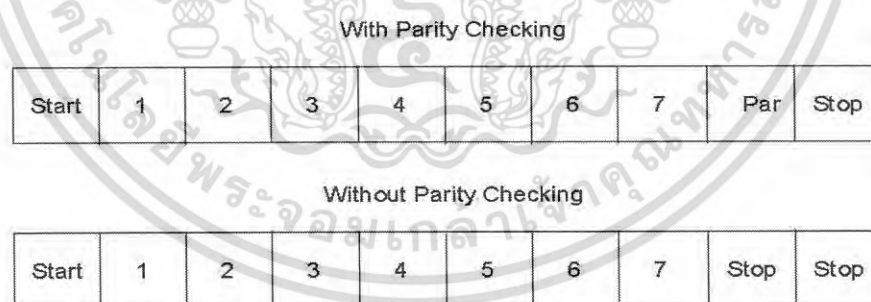 With Parity Checking
Start 1 2 3 4 5 6 7 Par Stop
Without Parity Checking
Start 1 2 3 4 5 6 7 Stop Stop